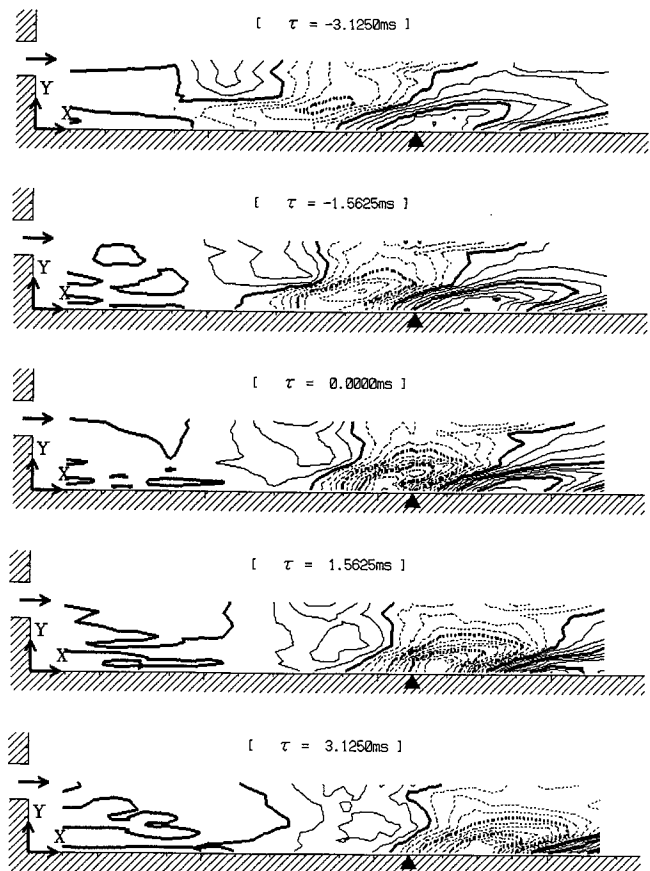 [ τ = -3.1250ms ]
Y
X
[ τ = -1.5625ms ]
Y
X
[ τ = 0.0000ms ]
Y
X
[ τ = 1.5625ms ]
Y
X
[ τ = 3.1250ms ]
Y
X